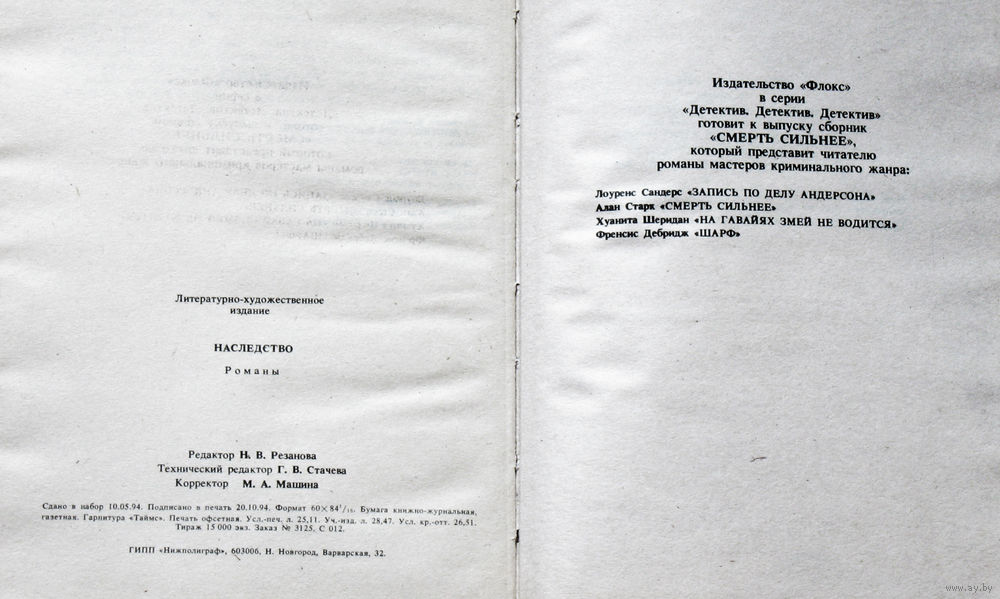 Литературно-художественное
издание
НАСЛЕДСТВО
Романы
Редактор Н. В. Резанова
Технический редактор Г. В. Стачева
Корректор М. А. Машина
Сдано в набор 10.05.94. Подписано в печать 20.10.94. Формат 60×84¹/₁₆. Бумага книжно-журнальная,
газетная. Гарнитура «Таймс». Печать офсетная. Усл.-печ. л. 25,11. Уч.-изд. л. 28,47. Усл. кр.-отт. 26,51.
Тираж 15 000 экз. Заказ № 3125. С 012.
ГИПП «Нижполиграф», 603006, Н. Новгород, Варварская, 32.
Издательство «Флокс»
в серии
«Детектив. Детектив. Детектив»
готовит к выпуску сборник
«СМЕРТЬ СИЛЬНЕЕ»,
который представит читателю
романы мастеров криминального жанра:
Лоуренс Сандерс «ЗАПИСЬ ПО ДЕЛУ АНДЕРСОНА»
Алан Старк «СМЕРТЬ СИЛЬНЕЕ»
Хуанита Шеридан «НА ГАВАЙЯХ ЗМЕЙ НЕ ВОДИТСЯ»
Френсис Дебридж «ШАРФ»
www.ay.by